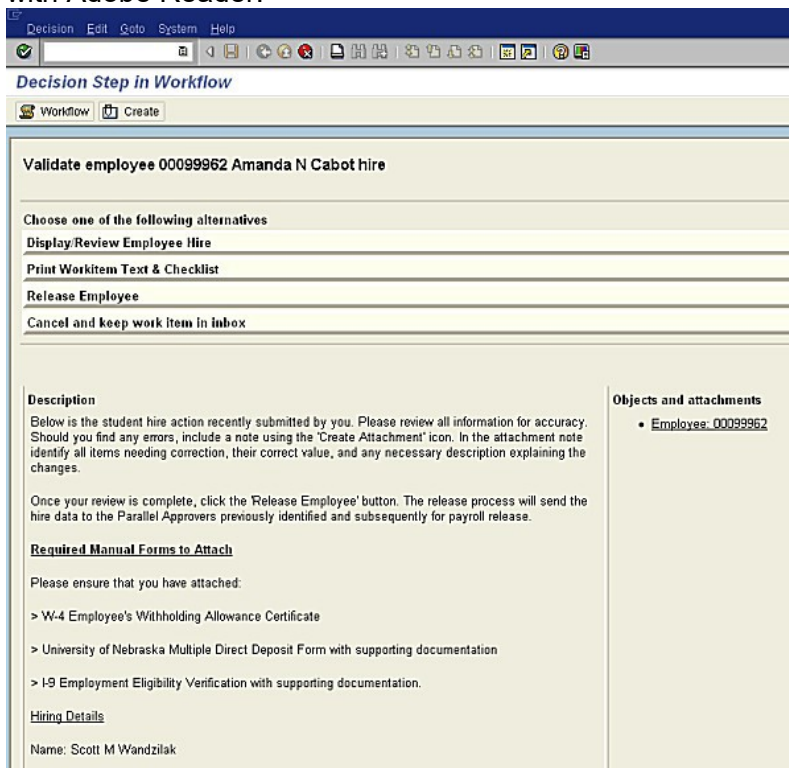 with Adobe Reader.
Decision Edit Goto System Help
Decision Step in Workflow
Workflow Create
Validate employee 00099962 Amanda N Cabot hire
Choose one of the following alternatives
Display/Review Employee Hire
Print Workitem Text & Checklist
Release Employee
Cancel and keep work item in inbox
Description
Below is the student hire action recently submitted by you. Please review all information for accuracy.
Should you find any errors, include a note using the 'Create Attachment' icon. In the attachment note
identify all items needing correction, their correct value, and any necessary description explaining the
changes.
Once your review is complete, click the 'Release Employee' button. The release process will send the
hire data to the Parallel Approvers previously identified and subsequently for payroll release.
Required Manual Forms to Attach
Please ensure that you have attached:
> W-4 Employee's Withholding Allowance Certificate
> University of Nebraska Multiple Direct Deposit Form with supporting documentation
> I-9 Employment Eligibility Verification with supporting documentation.
Hiring Details
Name: Scott M Wandzilak
Objects and attachments
• Employee: 00099962